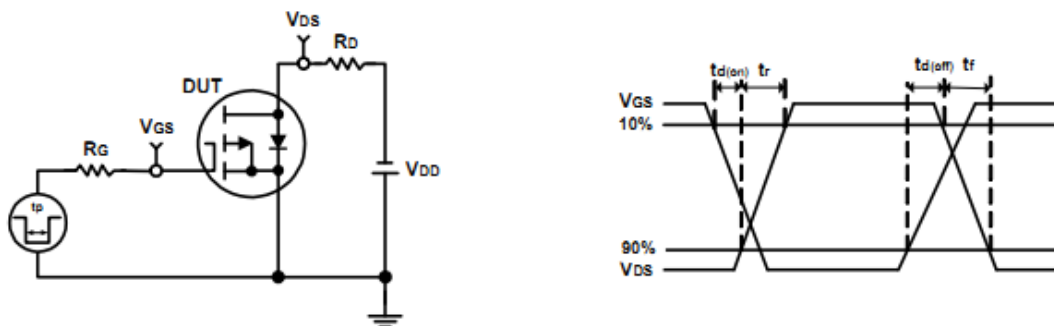 VDS
RD
DUT
VGS
RG
VDD
tp
td(on) tr
td(off) tf
VGS
10%
90%
VDS